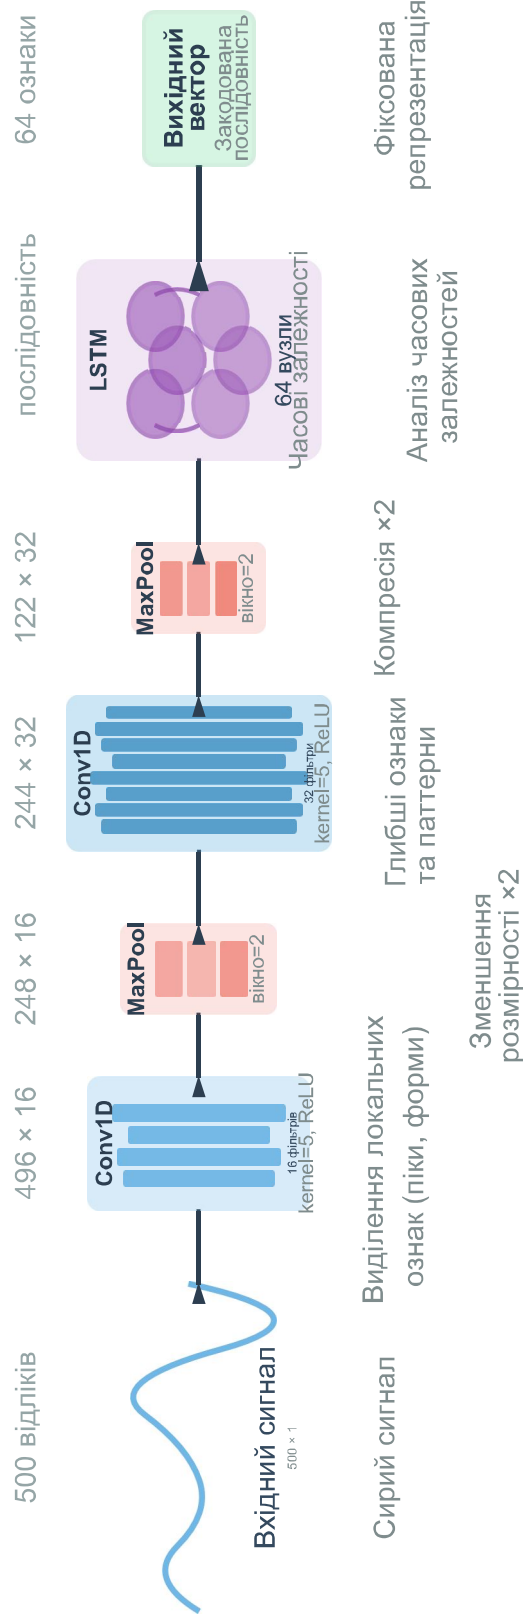 500 відліків
496 × 16
248 × 16
244 × 32
122 × 32
послідовність
64 ознаки
Вхідний сигнал
500 × 1
Conv1D
16 фільтрів
kernel=5, ReLU
MaxPool
вікно=2
Conv1D
32 фільтри
kernel=5, ReLU
MaxPool
вікно=2
LSTM
64 вузли
Часові залежності
Вихідний
вектор
Закодована
послідовність
Сирий сигнал
Виділення локальних
ознак (піки, форми)
Зменшення
розмірності ×2
Глибші ознаки
та паттерни
Компресія ×2
Аналіз часових
залежностей
Фіксована
репрезентація